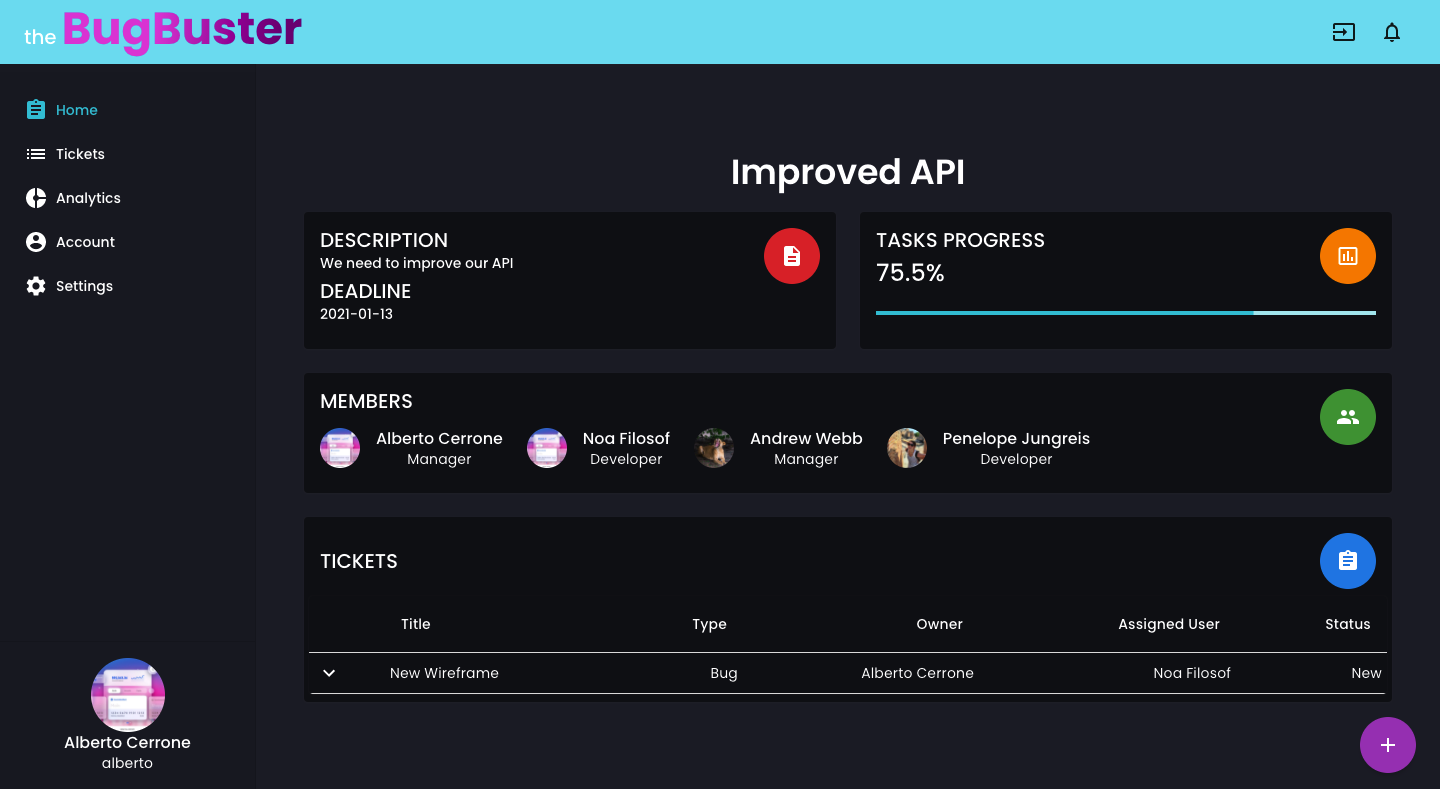 the BugBuster
Home
Tickets
Analytics
Account
Settings
Alberto Cerrone
alberto
Improved API
DESCRIPTION
We need to improve our API
DEADLINE
2021-01-13
TASKS PROGRESS
75.5%
MEMBERS
Alberto Cerrone
Manager
Noa Filosof
Developer
Andrew Webb
Manager
Penelope Jungreis
Developer
TICKETS
Title Type Owner Assigned User Status
New Wireframe Bug Alberto Cerrone Noa Filosof New